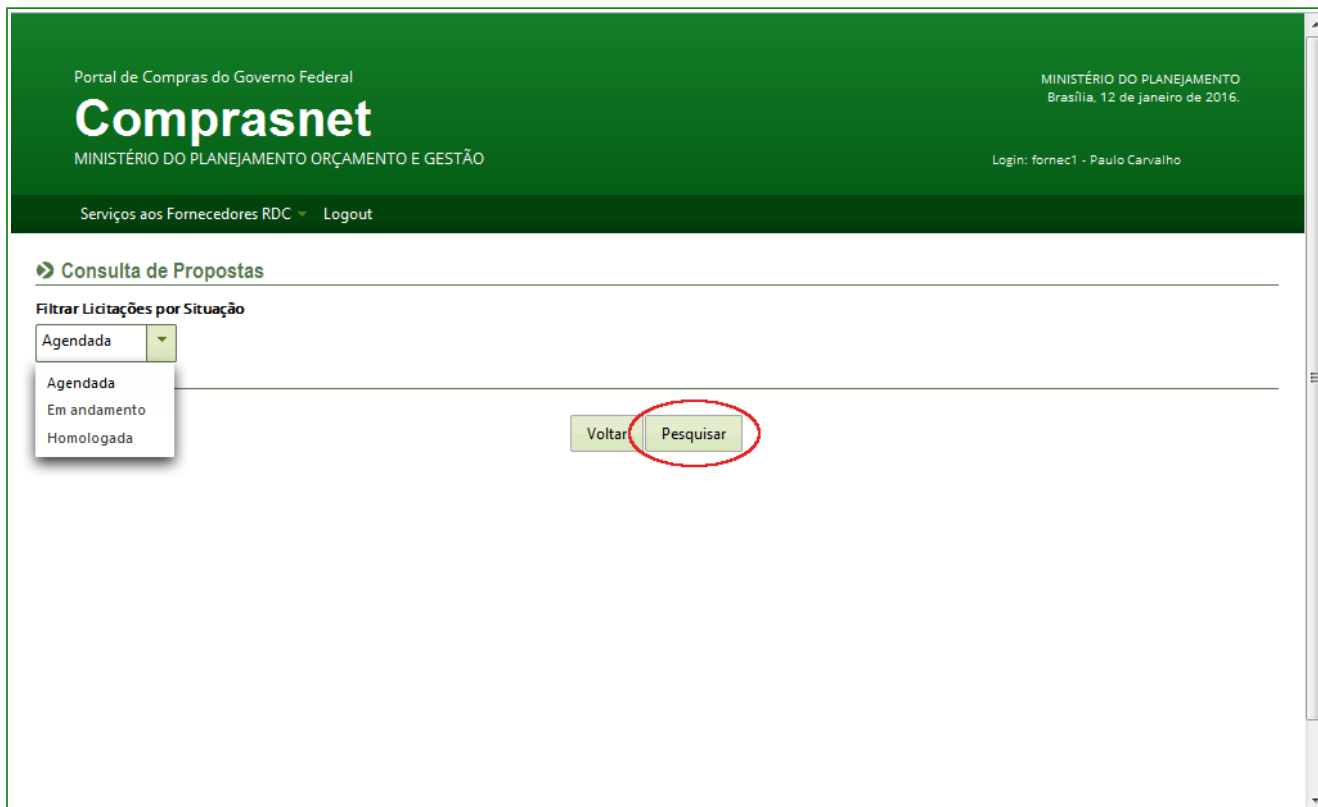 Portal de Compras do Governo Federal
Comprasnet
MINISTÉRIO DO PLANEJAMENTO ORÇAMENTO E GESTÃO
MINISTÉRIO DO PLANEJAMENTO
Brasília, 12 de janeiro de 2016.
Login: fornec1 - Paulo Carvalho
Serviços aos Fornecedores RDC Logout
Consulta de Propostas
Filtrar Licitações por Situação
Agendada
Agendada
Em andamento
Homologada
Voltar Pesquisar